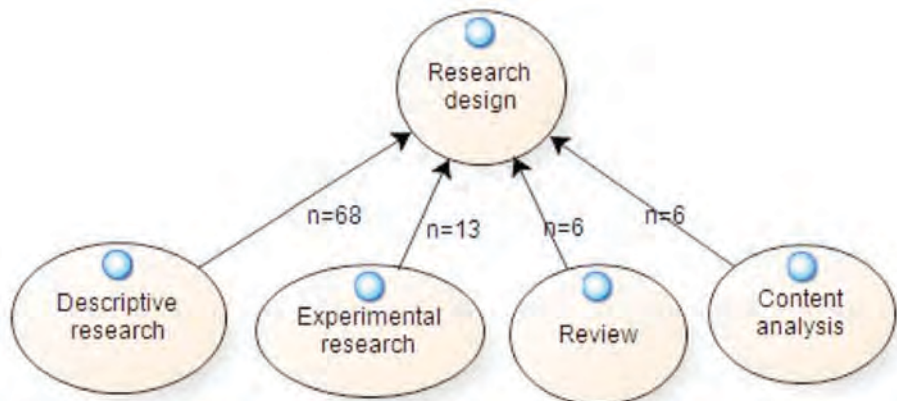 Research
design
n=68
n=13
n=6
n=6
Descriptive
research
Experimental
research
Review
Content
analysis